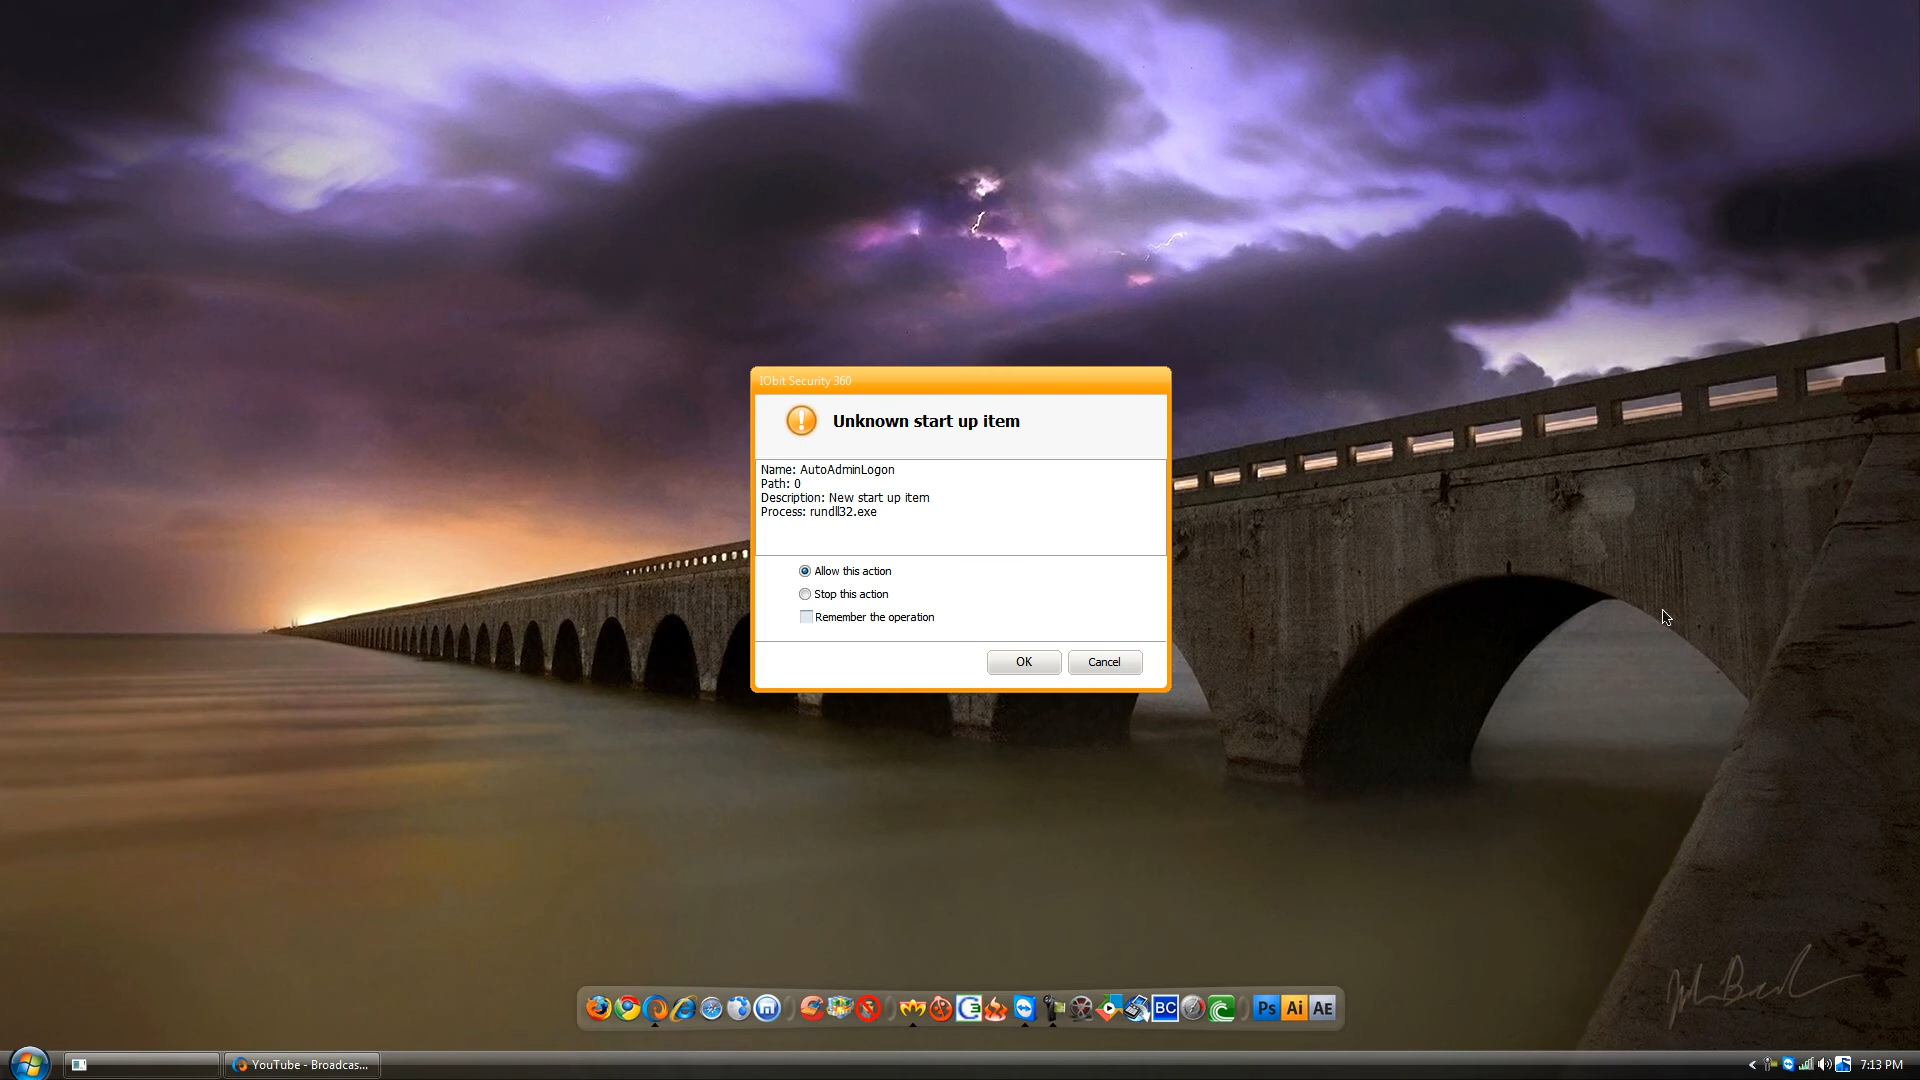 IObit Security 360
Unknown start up item
Name: AutoAdminLogon
Path: 0
Description: New start up item
Process: rundll32.exe
Allow this action
Stop this action
Remember the operation
OK
Cancel
BC
Ps
Ai
AE
YouTube - Broadcas...
7:13 PM